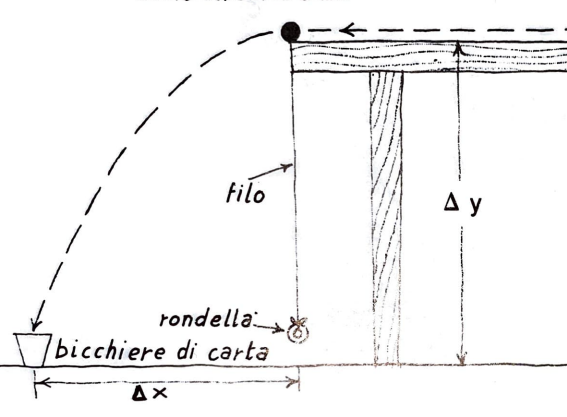 filo
Δ y
rondella
bicchiere di carta
Δ x